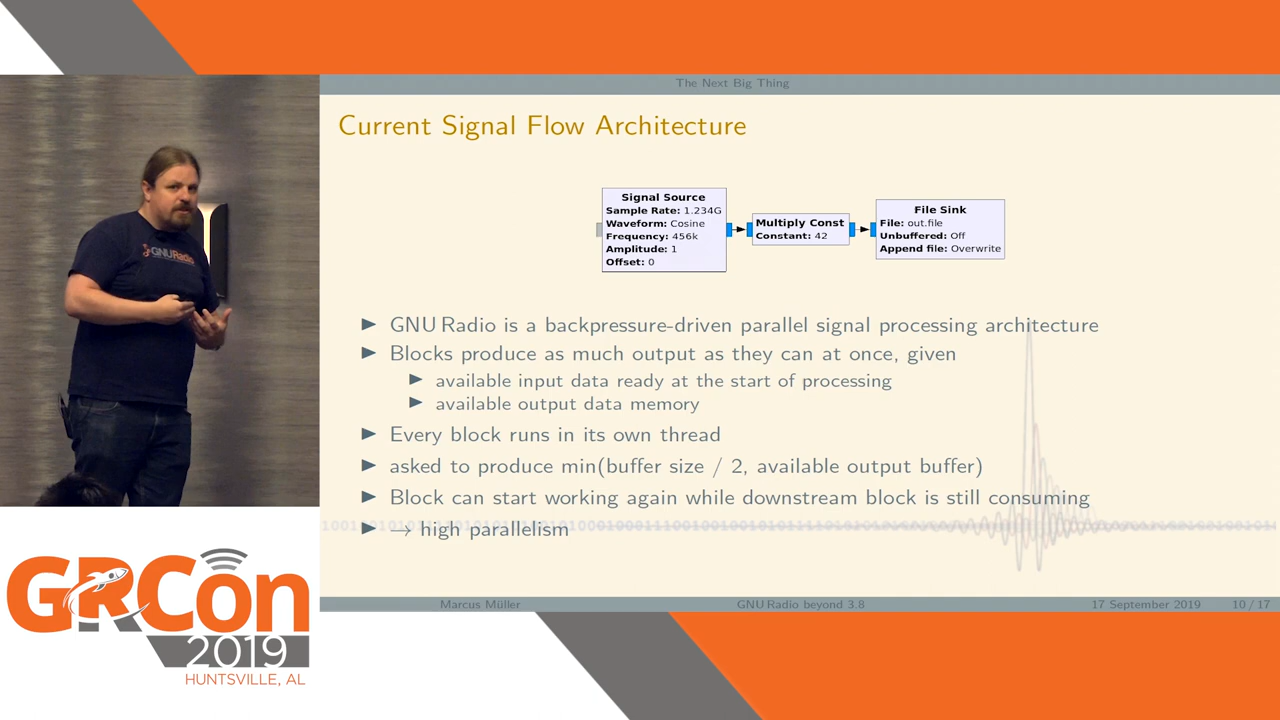 The Next Big Thing
Current Signal Flow Architecture
Signal Source
Sample Rate: 1.234G
Waveform: Cosine
Frequency: 456k
Amplitude: 1
Offset: 0
Multiply Const
Constant: 42
File Sink
File: out.file
Unbuffered: Off
Append file: Overwrite
GNU Radio is a backpressure-driven parallel signal processing architecture
Blocks produce as much output as they can at once, given
available input data ready at the start of processing
available output data memory
Every block runs in its own thread
asked to produce min(buffer size / 2, available output buffer)
Block can start working again while downstream block is still consuming
→ high parallelism
Marcus Müller GNU Radio beyond 3.8 17 September 2019 10 / 17
GNURadio
GRCon
2019
HUNTSVILLE, AL